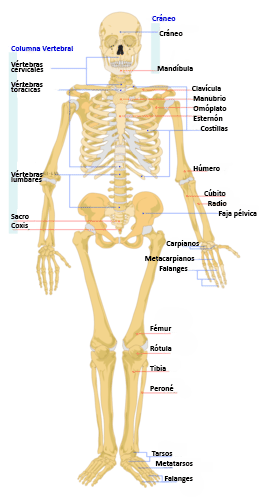 Cráneo
Cráneo
Columna Vertebral
Vértebras
cervicales
Mandíbula
Vértebras
torácicas
Clavícula
Manubrio
Omóplato
Esternón
Costillas
Húmero
Vértebras
lumbares
Cúbito
Radio
Faja pélvica
Sacro
Coxis
Carpianos
Metacarpianos
Falanges
Fémur
Rótula
Tibia
Peroné
Tarsos
Metatarsos
Falanges